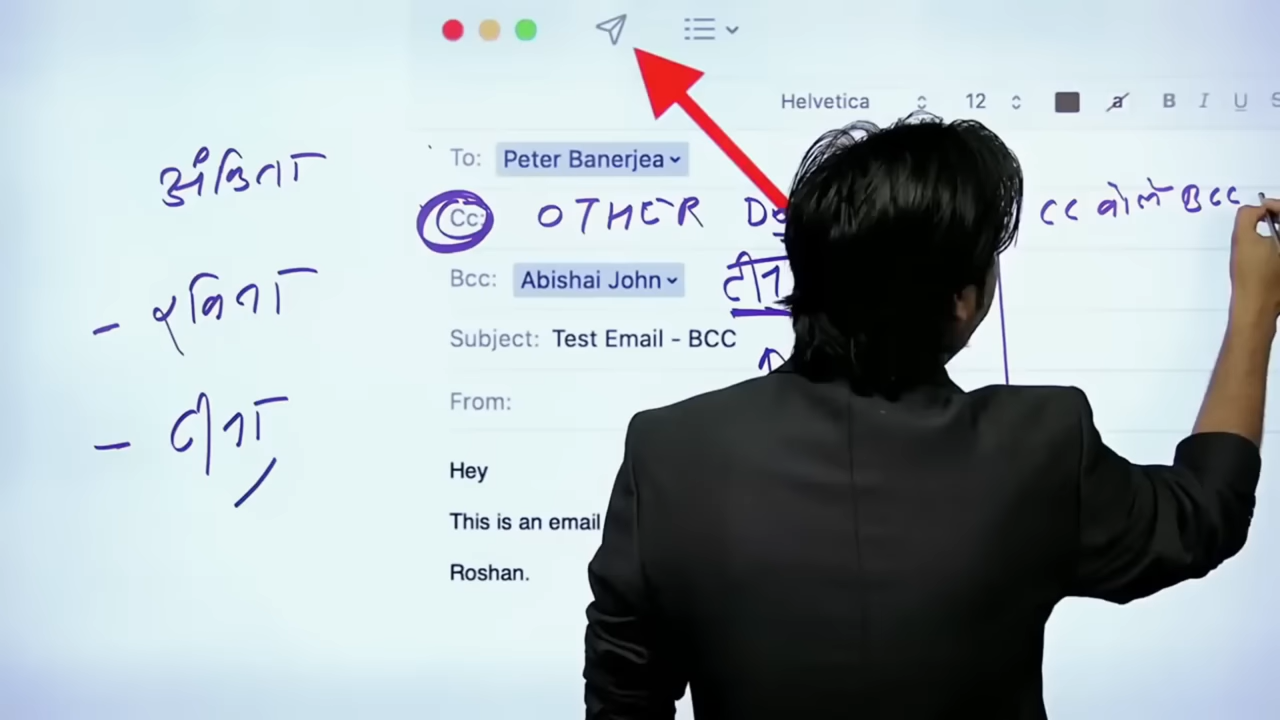 Helvetica 12 a B I U S
To: Peter Banerjea
Cc: OTHER
CC वाले BCC
Bcc: Abishai John
Subject: Test Email - BCC
From:
Hey
This is an email
Roshan.
अंकिता
- रविता
- टीना